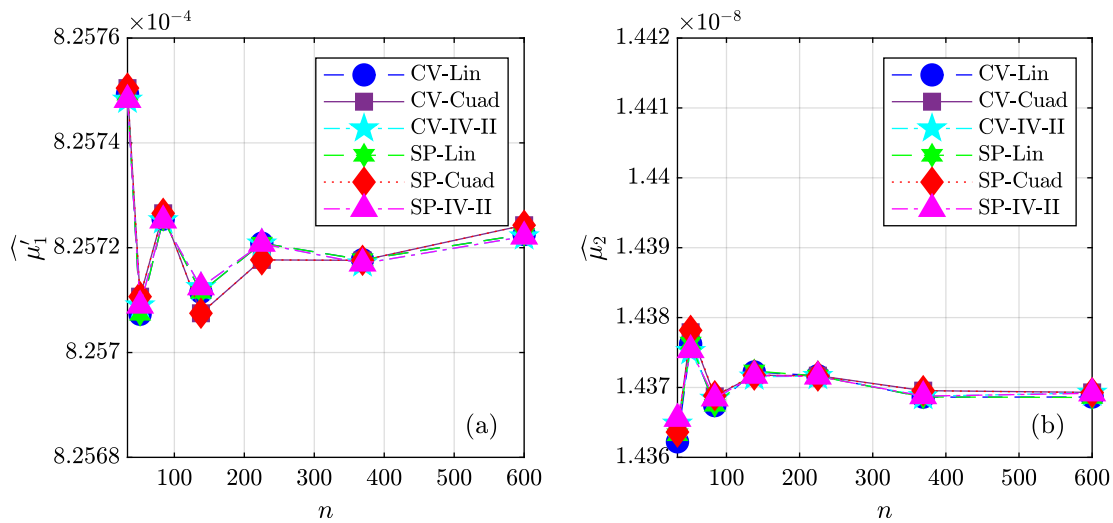 ×10⁻⁴
8.2576
8.2574
8.2572
8.257
8.2568
μ̂′₁
CV-Lin
CV-Cuad
CV-IV-II
SP-Lin
SP-Cuad
SP-IV-II
(a)
100 200 300 400 500 600
n
×10⁻⁸
1.442
1.441
1.44
1.439
1.438
1.437
1.436
μ̂₂
CV-Lin
CV-Cuad
CV-IV-II
SP-Lin
SP-Cuad
SP-IV-II
(b)
100 200 300 400 500 600
n